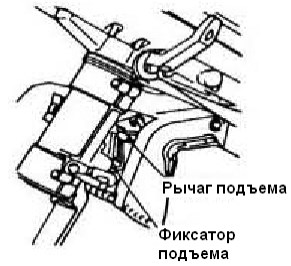 Рычаг подъема
Фиксатор
подъема